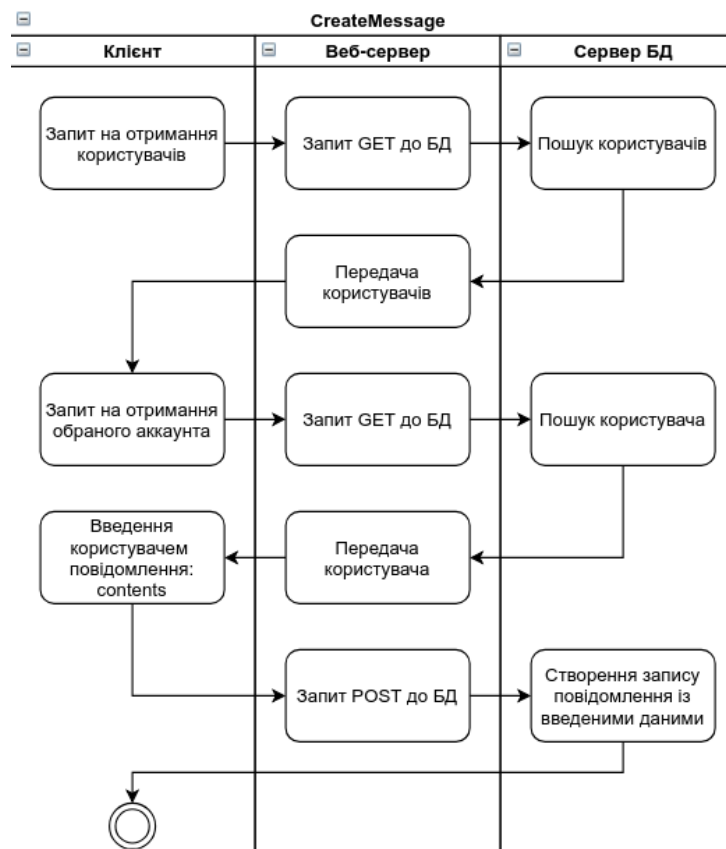 CreateMessage
Клієнт
Веб-сервер
Сервер БД
Запит на отримання
користувачів
Запит GET до БД
Пошук користувачів
Передача
користувачів
Запит на отримання
обраного аккаунта
Запит GET до БД
Пошук користувача
Введення
користувачем
повідомлення:
contents
Передача
користувача
Запит POST до БД
Створення запису
повідомлення із
введеними даними